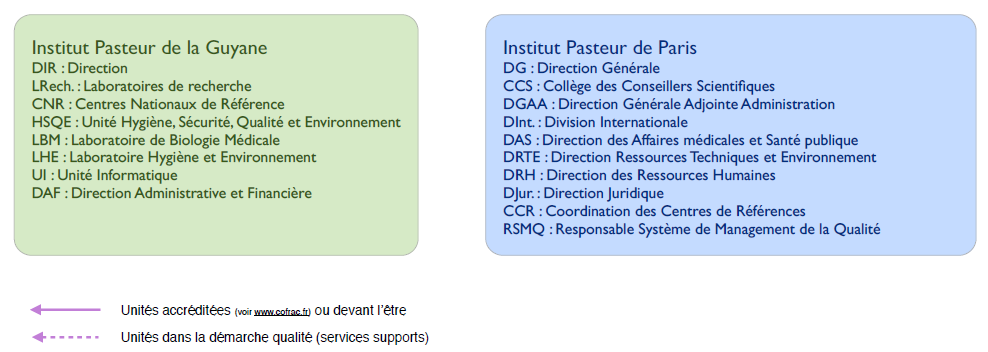 Institut Pasteur de la Guyane
DIR : Direction
LRech. : Laboratoires de recherche
CNR : Centres Nationaux de Référence
HSQE : Unité Hygiène, Sécurité, Qualité et Environnement
LBM : Laboratoire de Biologie Médicale
LHE : Laboratoire Hygiène et Environnement
UI : Unité Informatique
DAF : Direction Administrative et Financière
Institut Pasteur de Paris
DG : Direction Générale
CCS : Collège des Conseillers Scientifiques
DGAA : Direction Générale Adjointe Administration
DInt. : Division Internationale
DAS : Direction des Affaires médicales et Santé publique
DRTE : Direction Ressources Techniques et Environnement
DRH : Direction des Ressources Humaines
DJur. : Direction Juridique
CCR : Coordination des Centres de Références
RSMQ : Responsable Système de Management de la Qualité
Unités accréditées (voir www.cofrac.fr) ou devant l'être
Unités dans la démarche qualité (services supports)